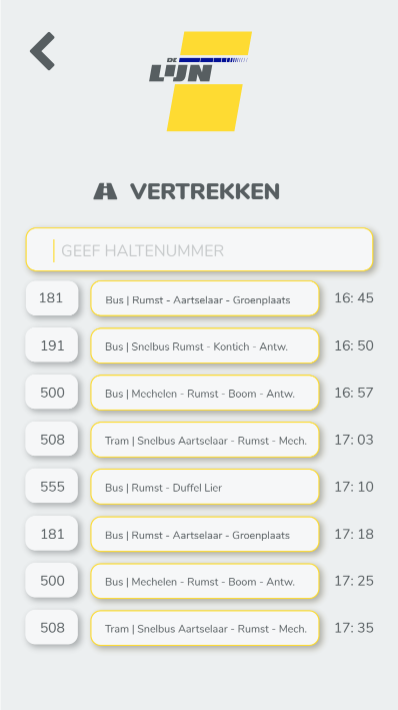 DE
LIJN
VERTREKKEN
GEEF HALTENUMMER
181 Bus | Rumst - Aartselaar - Groenplaats 16: 45
191 Bus | Snelbus Rumst - Kontich - Antw. 16: 50
500 Bus | Mechelen - Rumst - Boom - Antw. 16: 57
508 Tram | Snelbus Aartselaar - Rumst - Mech. 17: 03
555 Bus | Rumst - Duffel Lier 17: 10
181 Bus | Rumst - Aartselaar - Groenplaats 17: 18
500 Bus | Mechelen - Rumst - Boom - Antw. 17: 25
508 Tram | Snelbus Aartselaar - Rumst - Mech. 17: 35